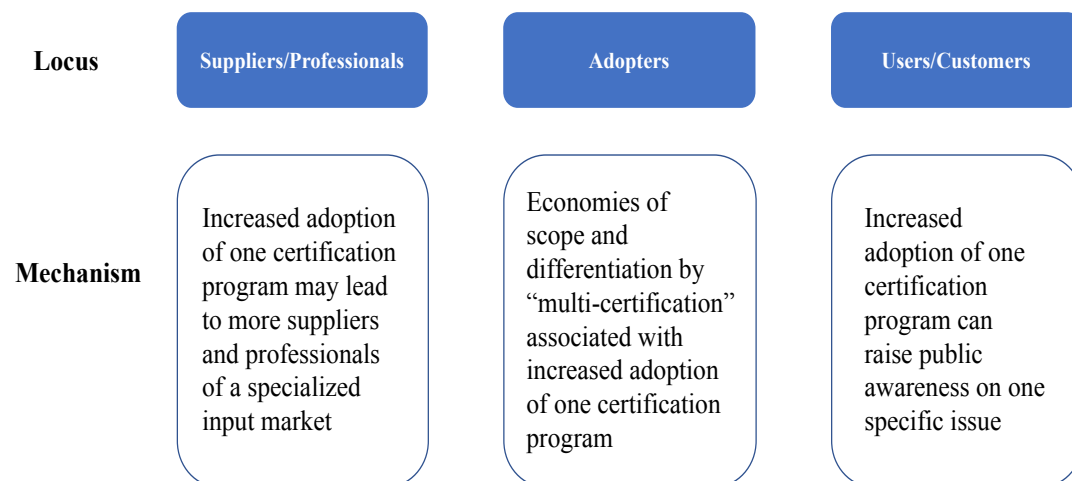 Locus
Suppliers/Professionals
Adopters
Users/Customers
Mechanism
Increased adoption
of one certification
program may lead
to more suppliers
and professionals
of a specialized
input market
Economies of
scope and
differentiation by
“multi-certification”
associated with
increased adoption
of one certification
program
Increased
adoption of one
certification
program can
raise public
awareness on one
specific issue